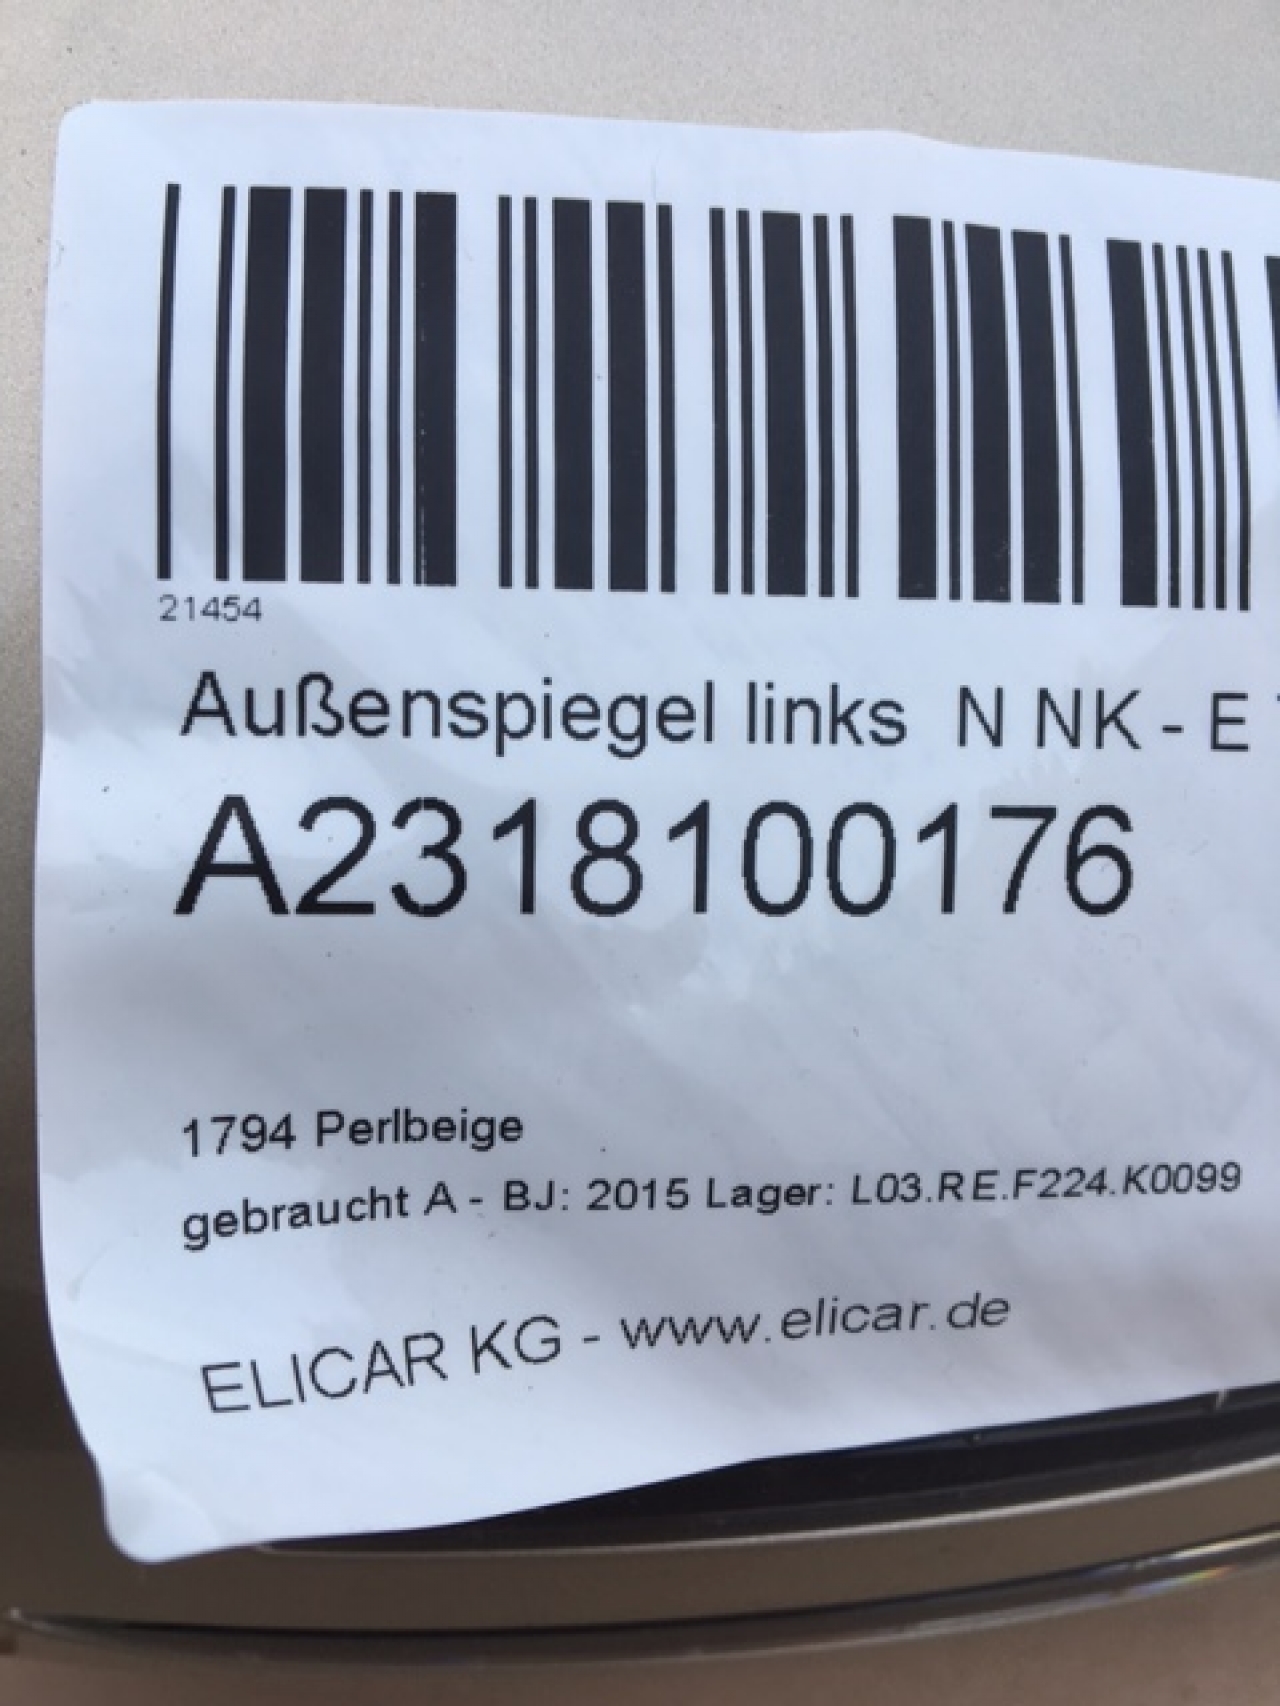 21454
Außenspiegel links N NK - E
A2318100176
1794 Perlbeige
gebraucht A - BJ: 2015 Lager: L03.RE.F224.K0099
ELICAR KG - www.elicar.de